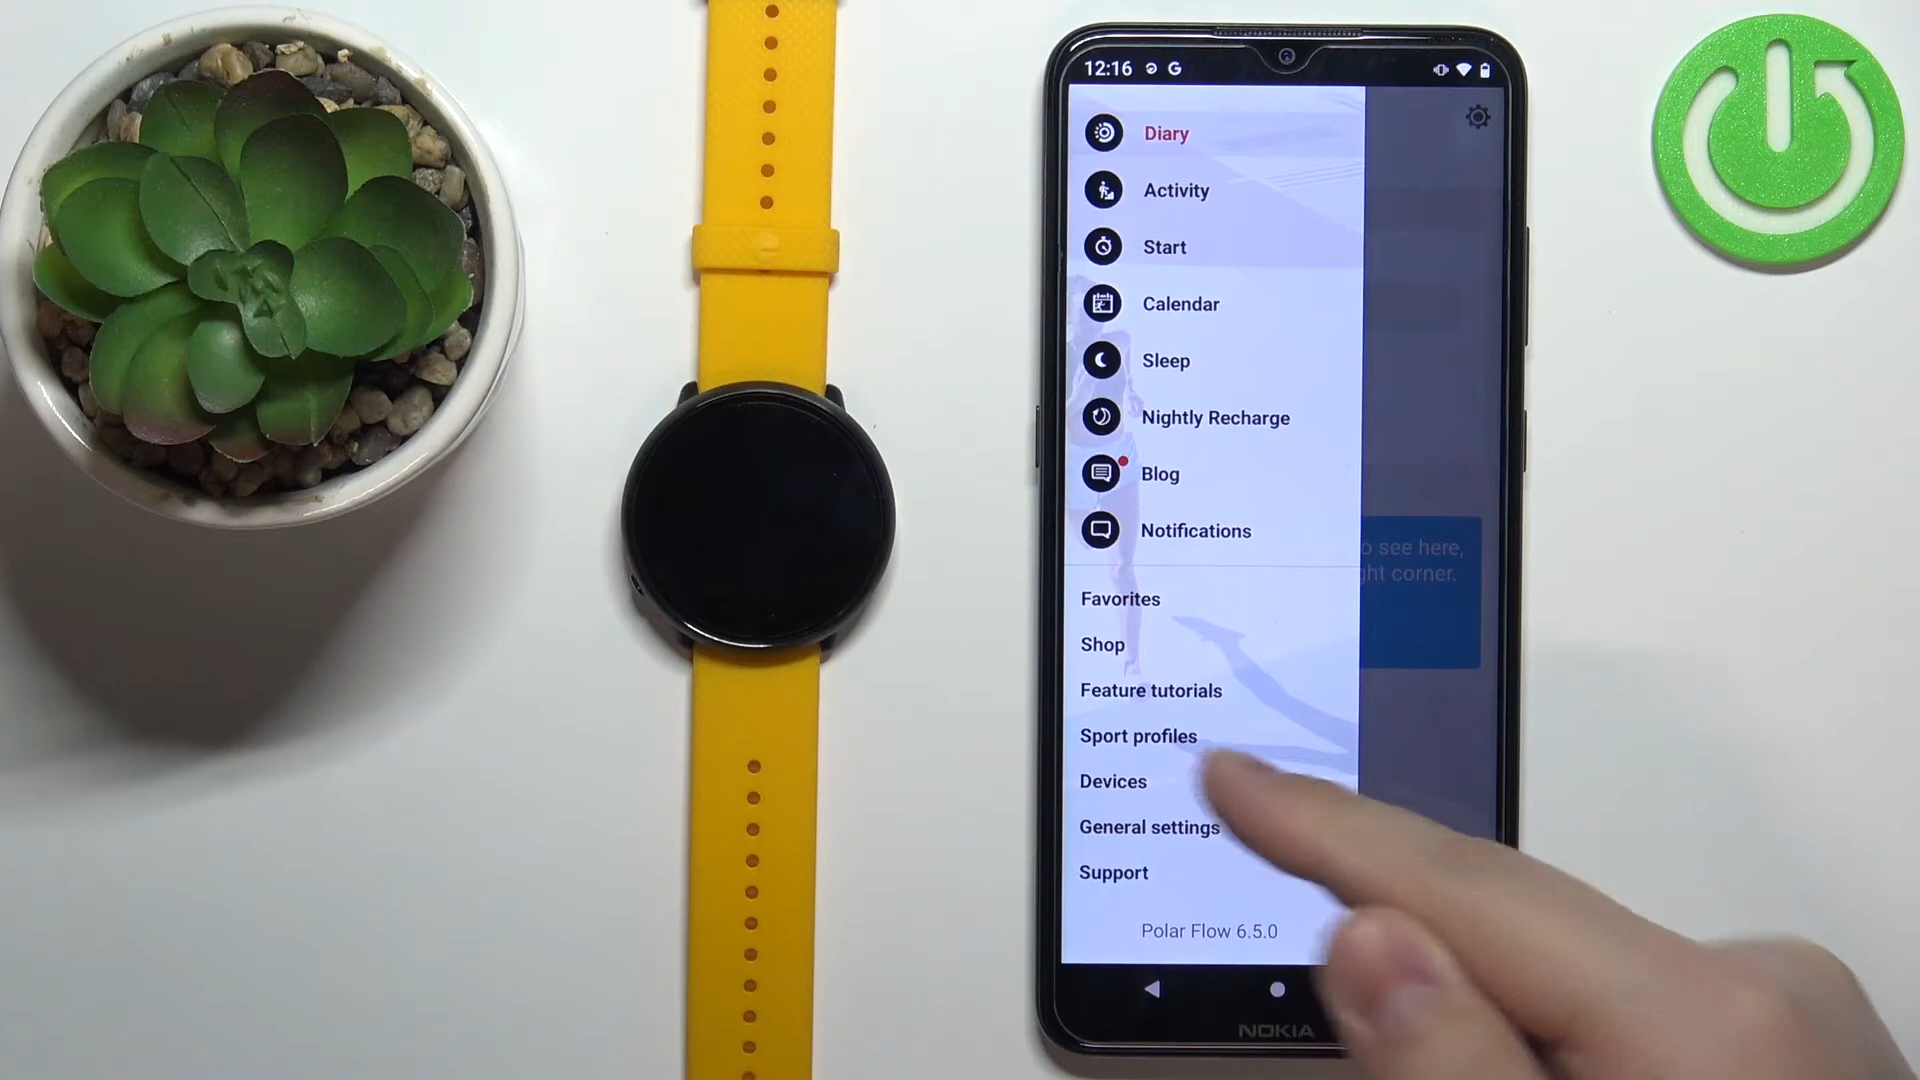 12:16 G
Diary
Activity
Start
Calendar
Sleep
Nightly Recharge
Blog
Notifications
o see here,
ght corner.
Favorites
Shop
Feature tutorials
Sport profiles
Devices
General settings
Support
Polar Flow 6.5.0
NOKIA